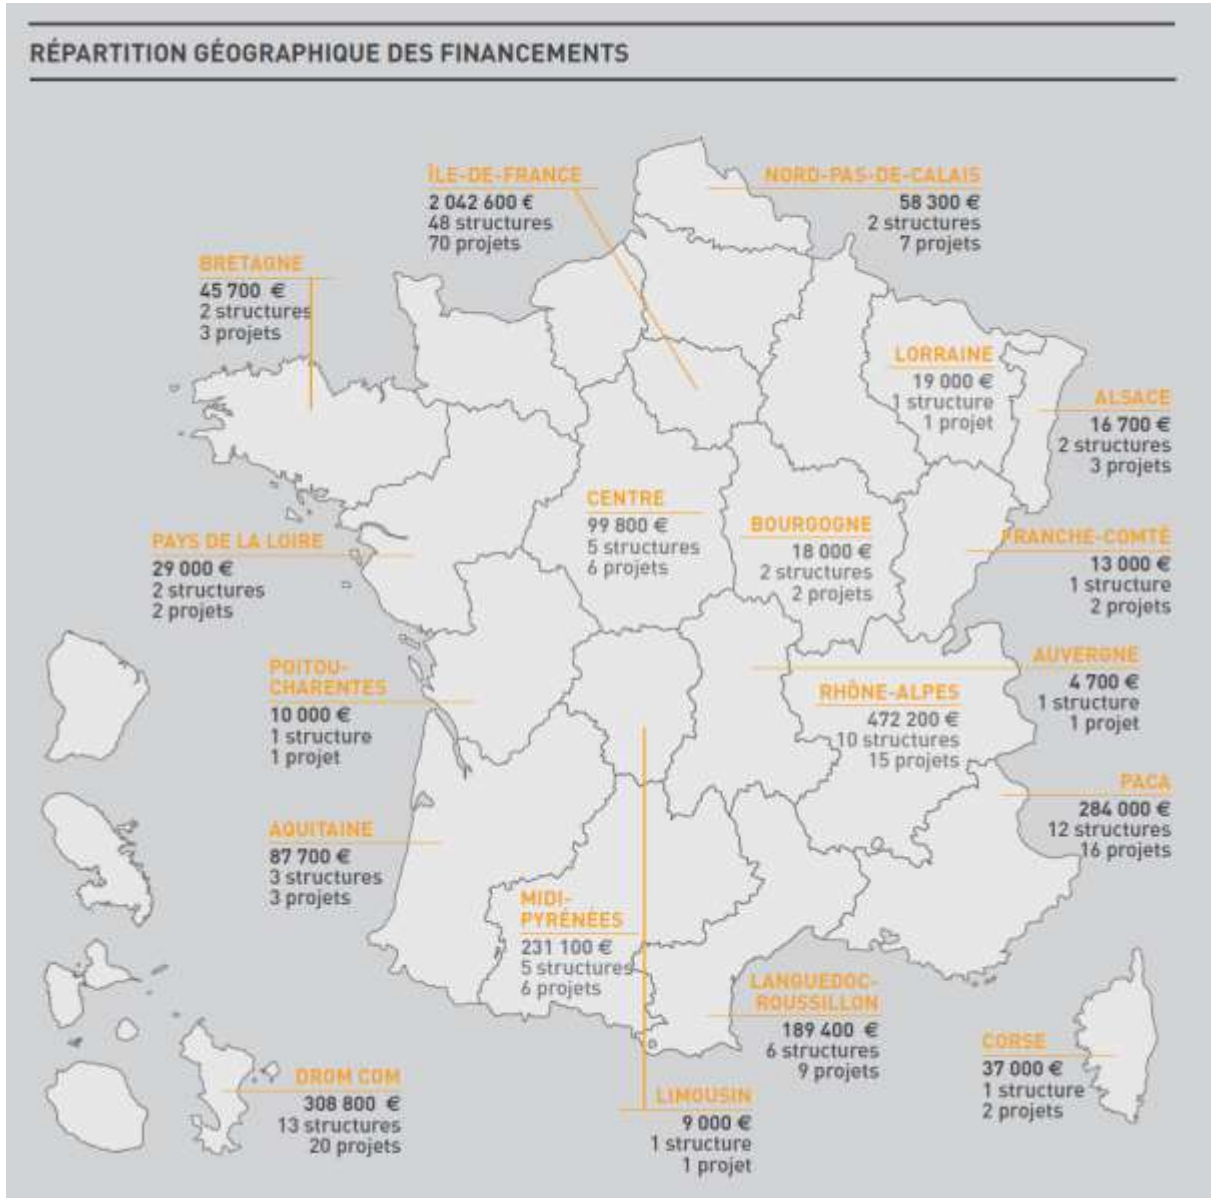 RÉPARTITION GÉOGRAPHIQUE DES FINANCEMENTS
ÎLE-DE-FRANCE
2 042 600 €
48 structures
70 projets
NORD-PAS-DE-CALAIS
58 300 €
2 structures
7 projets
BRETAGNE
45 700 €
2 structures
3 projets
LORRAINE
19 000 €
1 structure
1 projet
ALSACE
16 700 €
2 structures
3 projets
CENTRE
99 800 €
5 structures
6 projets
BOURGOGNE
18 000 €
2 structures
2 projets
FRANCHE-COMTÉ
13 000 €
1 structure
2 projets
PAYS DE LA LOIRE
29 000 €
2 structures
2 projets
POITOU-
CHARENTES
10 000 €
1 structure
1 projet
AUVERGNE
4 700 €
1 structure
1 projet
RHÔNE-ALPES
472 200 €
10 structures
15 projets
PACA
284 000 €
12 structures
16 projets
AQUITAINE
87 700 €
3 structures
3 projets
MIDI-
PYRÉNÉES
231 100 €
5 structures
6 projets
LANGUEDOC-
ROUSSILLON
189 400 €
6 structures
9 projets
CORSE
37 000 €
1 structure
2 projets
DROM COM
308 800 €
13 structures
20 projets
LIMOUSIN
9 000 €
1 structure
1 projet